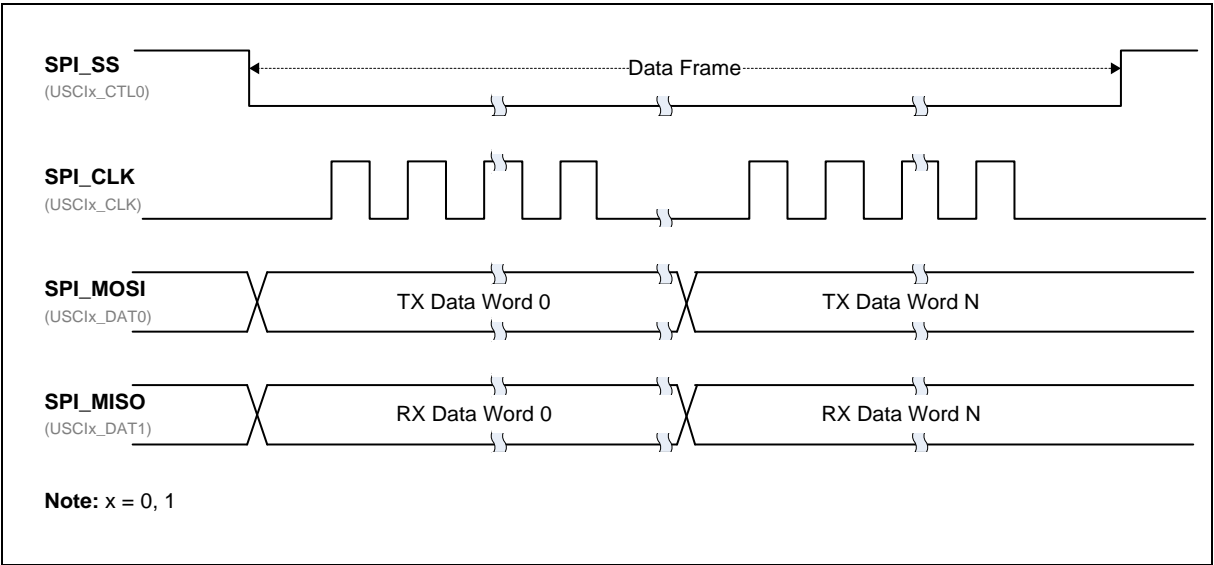 SPI_SS
(USCIx_CTL0)
Data Frame
SPI_CLK
(USCIx_CLK)
SPI_MOSI
(USCIx_DAT0)
TX Data Word 0
TX Data Word N
SPI_MISO
(USCIx_DAT1)
RX Data Word 0
RX Data Word N
Note: x = 0, 1